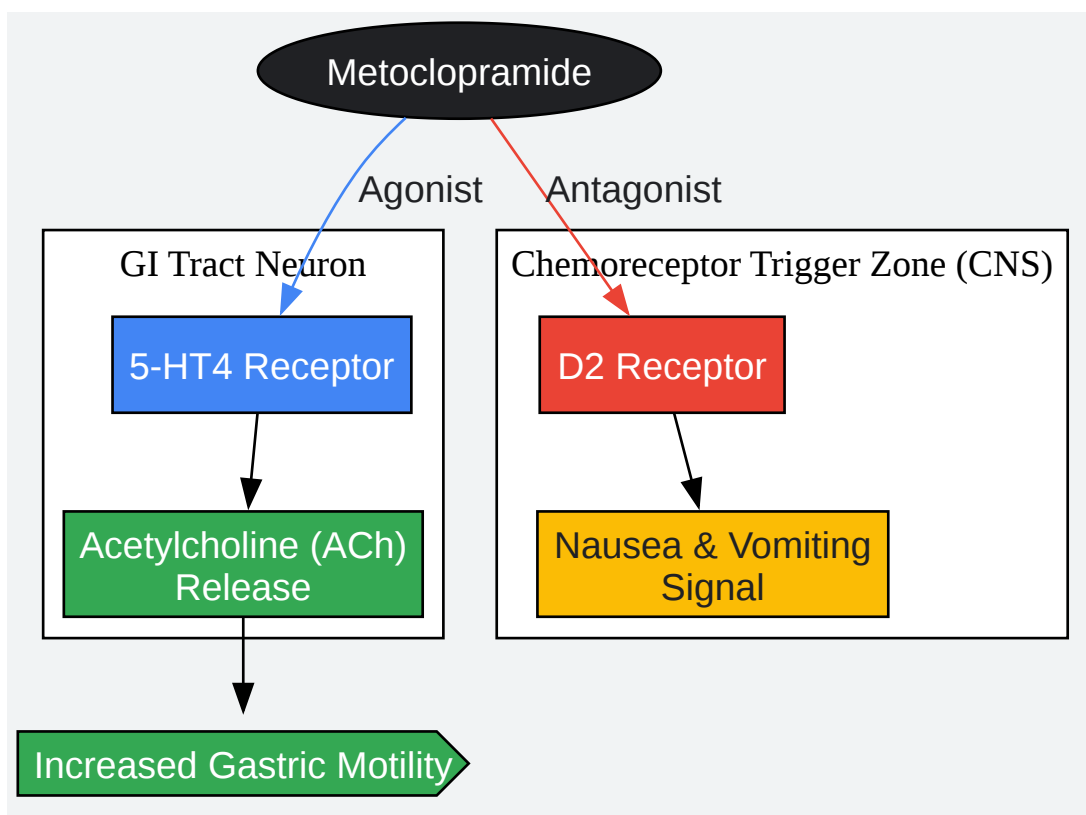 Metoclopramide
Agonist
Antagonist
GI Tract Neuron
5-HT4 Receptor
Acetylcholine (ACh)
Release
Increased Gastric Motility
Chemoreceptor Trigger Zone (CNS)
D2 Receptor
Nausea & Vomiting
Signal